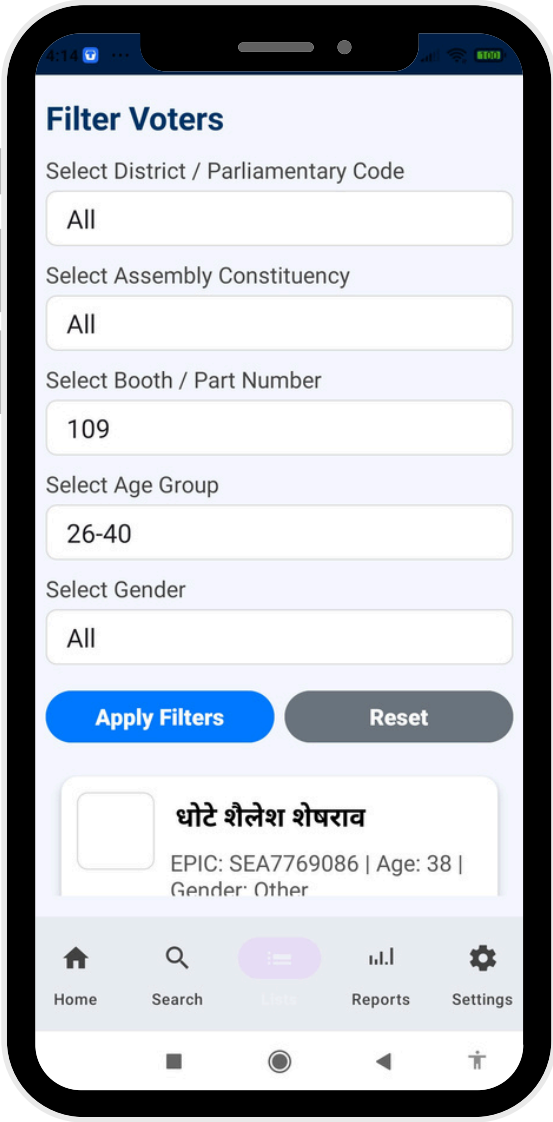 4:14
100
Filter Voters
Select District / Parliamentary Code
All
Select Assembly Constituency
All
Select Booth / Part Number
109
Select Age Group
26-40
Select Gender
All
Apply Filters Reset
धोटे शैलेश शेषराव
EPIC: SEA7769086 | Age: 38 |
Gender: Other
Home Search Lists Reports Settings